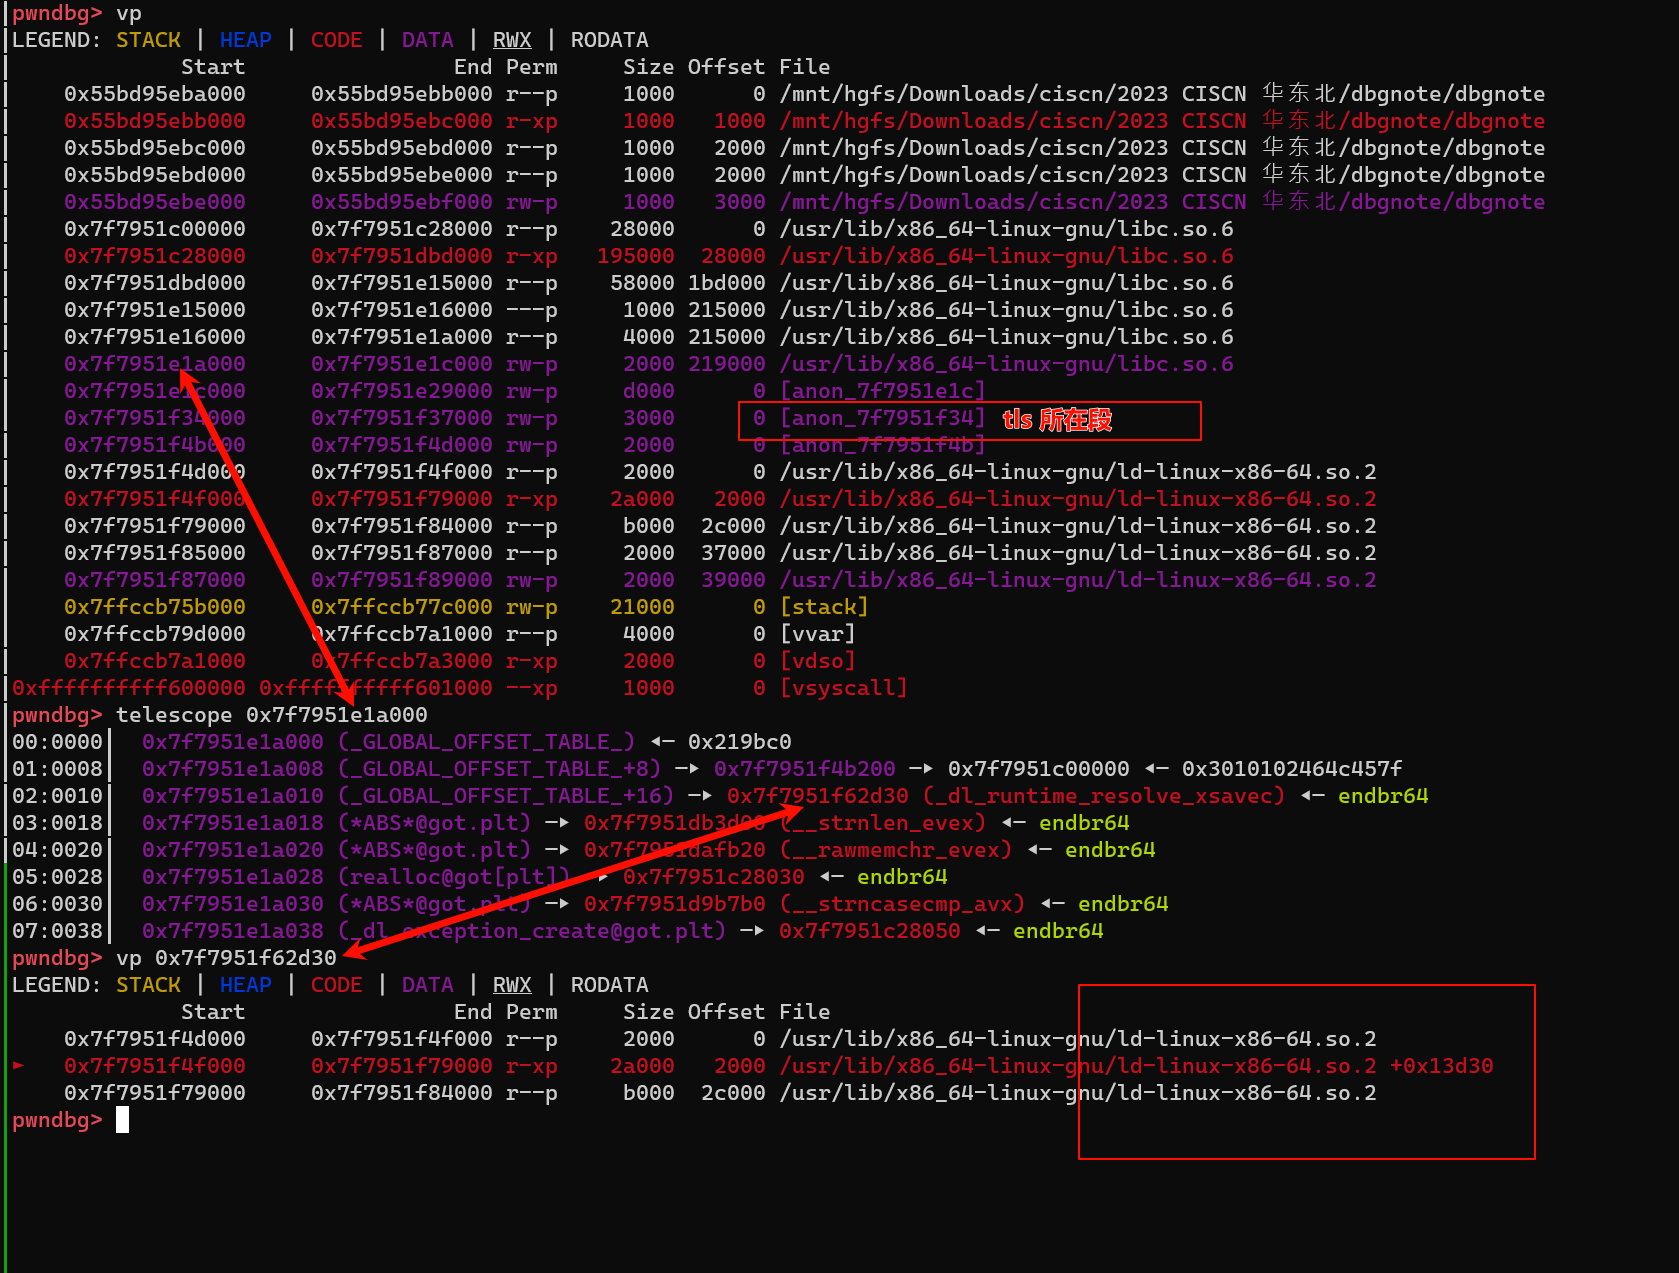 pwndbg> vp
LEGEND: STACK | HEAP | CODE | DATA | RWX | RODATA
Start End Perm Size Offset File
0x55bd95eba000 0x55bd95ebb000 r--p 1000 0 /mnt/hgfs/Downloads/ciscn/2023 CISCN 华东北/dbgnote/dbgnote
0x55bd95ebb000 0x55bd95ebc000 r-xp 1000 1000 /mnt/hgfs/Downloads/ciscn/2023 CISCN 华东北/dbgnote/dbgnote
0x55bd95ebc000 0x55bd95ebd000 r--p 1000 2000 /mnt/hgfs/Downloads/ciscn/2023 CISCN 华东北/dbgnote/dbgnote
0x55bd95ebd000 0x55bd95ebe000 r--p 1000 2000 /mnt/hgfs/Downloads/ciscn/2023 CISCN 华东北/dbgnote/dbgnote
0x55bd95ebe000 0x55bd95ebf000 rw-p 1000 3000 /mnt/hgfs/Downloads/ciscn/2023 CISCN 华东北/dbgnote/dbgnote
0x7f7951c00000 0x7f7951c28000 r--p 28000 0 /usr/lib/x86_64-linux-gnu/libc.so.6
0x7f7951c28000 0x7f7951dbd000 r-xp 195000 28000 /usr/lib/x86_64-linux-gnu/libc.so.6
0x7f7951dbd000 0x7f7951e15000 r--p 58000 1bd000 /usr/lib/x86_64-linux-gnu/libc.so.6
0x7f7951e15000 0x7f7951e16000 ---p 1000 215000 /usr/lib/x86_64-linux-gnu/libc.so.6
0x7f7951e16000 0x7f7951e1a000 r--p 4000 215000 /usr/lib/x86_64-linux-gnu/libc.so.6
0x7f7951e1a000 0x7f7951e1c000 rw-p 2000 219000 /usr/lib/x86_64-linux-gnu/libc.so.6
0x7f7951e1c000 0x7f7951e29000 rw-p d000 0 [anon_7f7951e1c]
0x7f7951f34000 0x7f7951f37000 rw-p 3000 0 [anon_7f7951f34] tls 所在段
0x7f7951f4b000 0x7f7951f4d000 rw-p 2000 0 [anon_7f7951f4b]
0x7f7951f4d000 0x7f7951f4f000 r--p 2000 0 /usr/lib/x86_64-linux-gnu/ld-linux-x86-64.so.2
0x7f7951f4f000 0x7f7951f79000 r-xp 2a000 2000 /usr/lib/x86_64-linux-gnu/ld-linux-x86-64.so.2
0x7f7951f79000 0x7f7951f84000 r--p b000 2c000 /usr/lib/x86_64-linux-gnu/ld-linux-x86-64.so.2
0x7f7951f85000 0x7f7951f87000 r--p 2000 37000 /usr/lib/x86_64-linux-gnu/ld-linux-x86-64.so.2
0x7f7951f87000 0x7f7951f89000 rw-p 2000 39000 /usr/lib/x86_64-linux-gnu/ld-linux-x86-64.so.2
0x7ffccb75b000 0x7ffccb77c000 rw-p 21000 0 [stack]
0x7ffccb79d000 0x7ffccb7a1000 r--p 4000 0 [vvar]
0x7ffccb7a1000 0x7ffccb7a3000 r-xp 2000 0 [vdso]
0xffffffffff600000 0xffffffffff601000 --xp 1000 0 [vsyscall]
pwndbg> telescope 0x7f7951e1a000
00:0000│ 0x7f7951e1a000 (_GLOBAL_OFFSET_TABLE_) ◂— 0x219bc0
01:0008│ 0x7f7951e1a008 (_GLOBAL_OFFSET_TABLE_+8) —▸ 0x7f7951f4b200 —▸ 0x7f7951c00000 ◂— 0x3010102464c457f
02:0010│ 0x7f7951e1a010 (_GLOBAL_OFFSET_TABLE_+16) —▸ 0x7f7951f62d30 (_dl_runtime_resolve_xsavec) ◂— endbr64
03:0018│ 0x7f7951e1a018 (*ABS*@got.plt) —▸ 0x7f7951db3d00 (__strnlen_evex) ◂— endbr64
04:0020│ 0x7f7951e1a020 (*ABS*@got.plt) —▸ 0x7f7951dafb20 (__rawmemchr_evex) ◂— endbr64
05:0028│ 0x7f7951e1a028 (realloc@got[plt]) —▸ 0x7f7951c28030 ◂— endbr64
06:0030│ 0x7f7951e1a030 (*ABS*@got.plt) —▸ 0x7f7951d9b7b0 (__strncasecmp_avx) ◂— endbr64
07:0038│ 0x7f7951e1a038 (_dl_exception_create@got.plt) —▸ 0x7f7951c28050 ◂— endbr64
pwndbg> vp 0x7f7951f62d30
LEGEND: STACK | HEAP | CODE | DATA | RWX | RODATA
Start End Perm Size Offset File
0x7f7951f4d000 0x7f7951f4f000 r--p 2000 0 /usr/lib/x86_64-linux-gnu/ld-linux-x86-64.so.2
► 0x7f7951f4f000 0x7f7951f79000 r-xp 2a000 2000 /usr/lib/x86_64-linux-gnu/ld-linux-x86-64.so.2 +0x13d30
0x7f7951f79000 0x7f7951f84000 r--p b000 2c000 /usr/lib/x86_64-linux-gnu/ld-linux-x86-64.so.2
pwndbg>